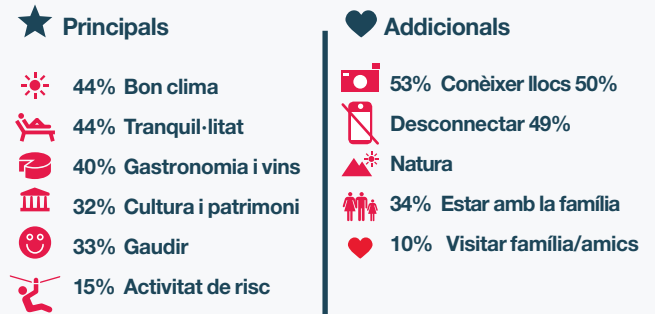 Principals
44% Bon clima
44% Tranquil·litat
40% Gastronomia i vins
32% Cultura i patrimoni
33% Gaudir
15% Activitat de risc
Addicionals
53% Conèixer llocs 50%
Desconnectar 49%
Natura
34% Estar amb la família
10% Visitar família/amics